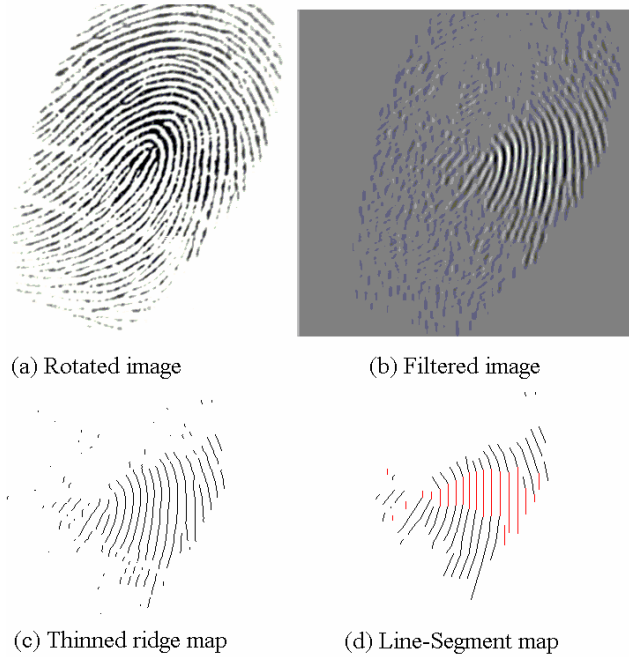 (a) Rotated image
(b) Filtered image
(c) Thinned ridge map
(d) Line-Segment map